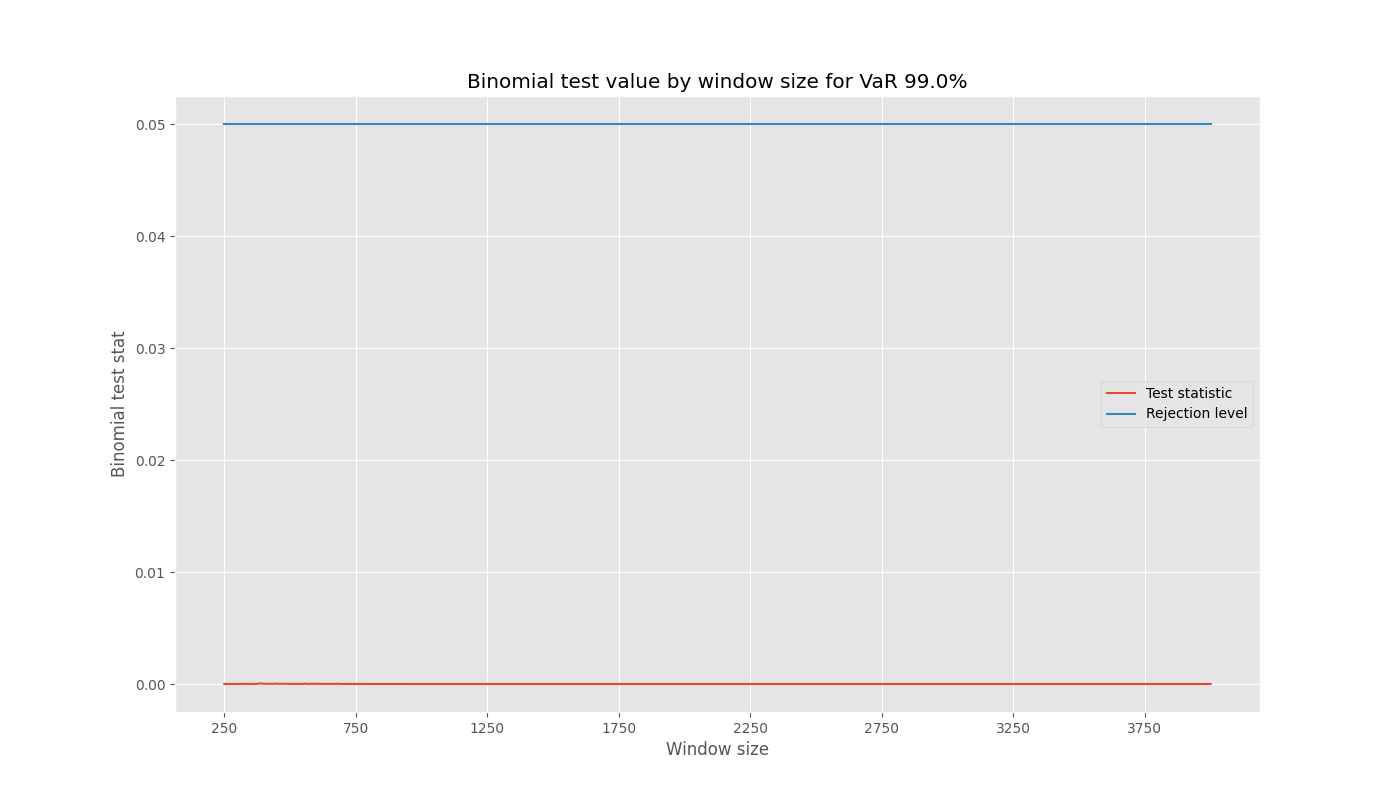 Binomial test value by window size for VaR 99.0%
0.05
0.04
0.03
0.02
0.01
0.00
Binomial test stat
Test statistic
Rejection level
250 750 1250 1750 2250 2750 3250 3750
Window size